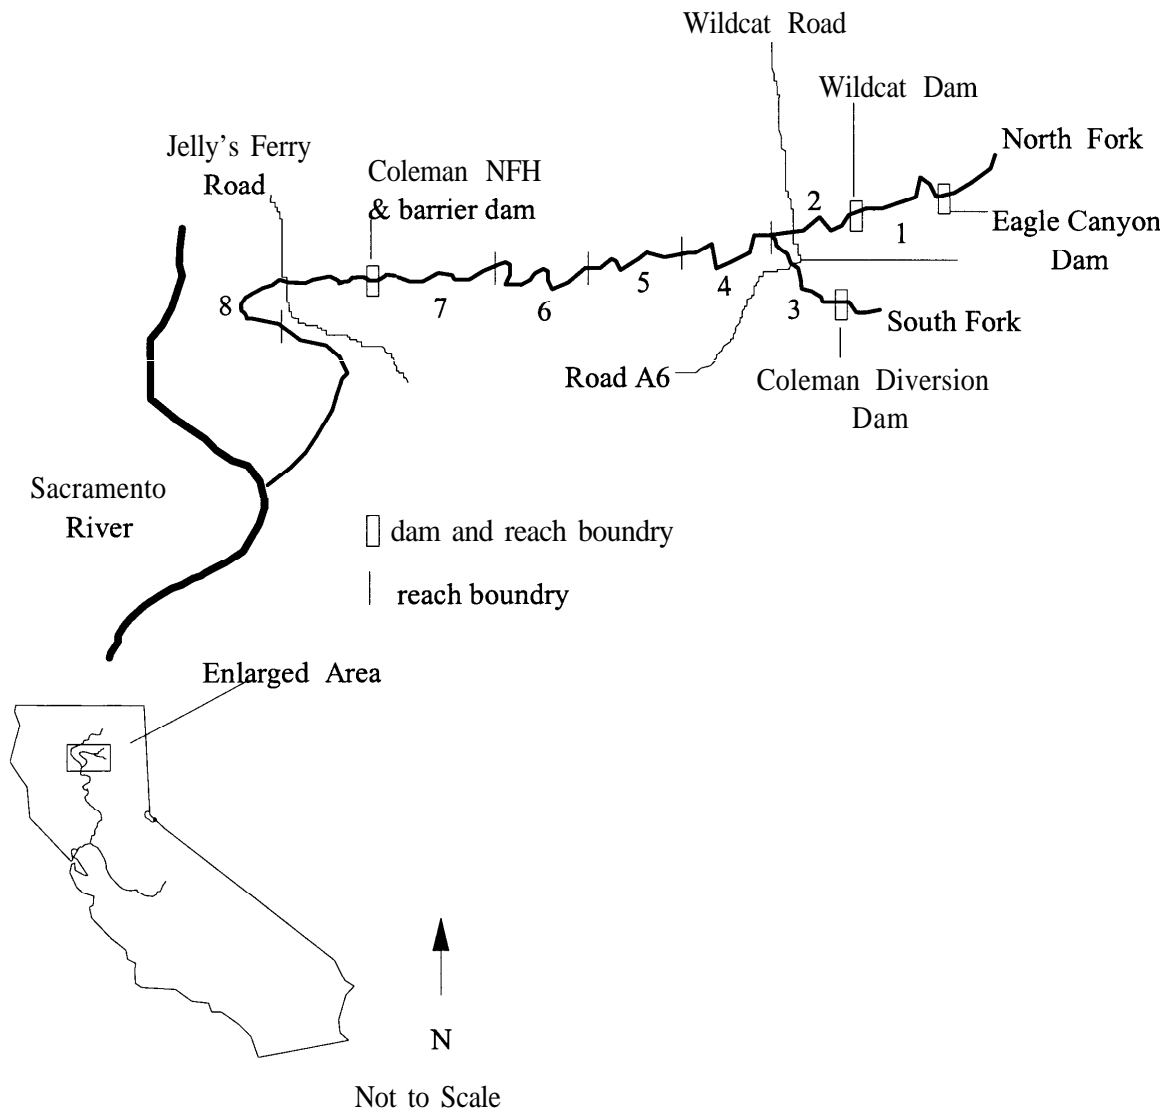 Wildcat Road
Wildcat Dam
North Fork
Jelly's Ferry
Road
Coleman NFH
& barrier dam
2
1
Eagle Canyon
Dam
8
7
6
5
4
3
South Fork
Road A6
Coleman Diversion
Dam
Sacramento
River
dam and reach boundry
reach boundry
Enlarged Area
N
Not to Scale